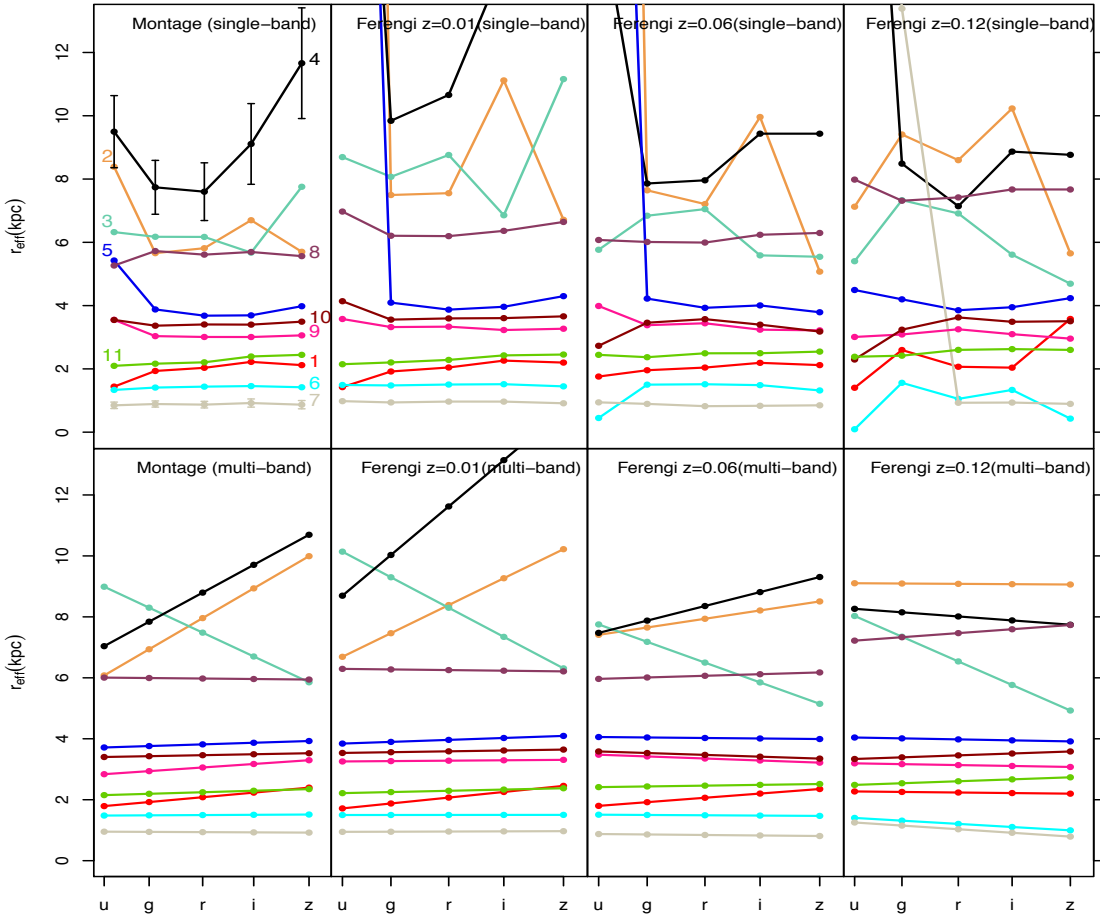 Montage (single−band)
Ferengi z=0.01(single−band)
Ferengi z=0.06(single−band)
Ferengi z=0.12(single−band)
r_eff(kpc)
12
10
8
6
4
2
0
4
2
3
8
5
10
9
11
1
6
7
Montage (multi−band)
Ferengi z=0.01(multi−band)
Ferengi z=0.06(multi−band)
Ferengi z=0.12(multi−band)
r_eff(kpc)
12
10
8
6
4
2
0
u g r i z
u g r i z
u g r i z
u g r i z